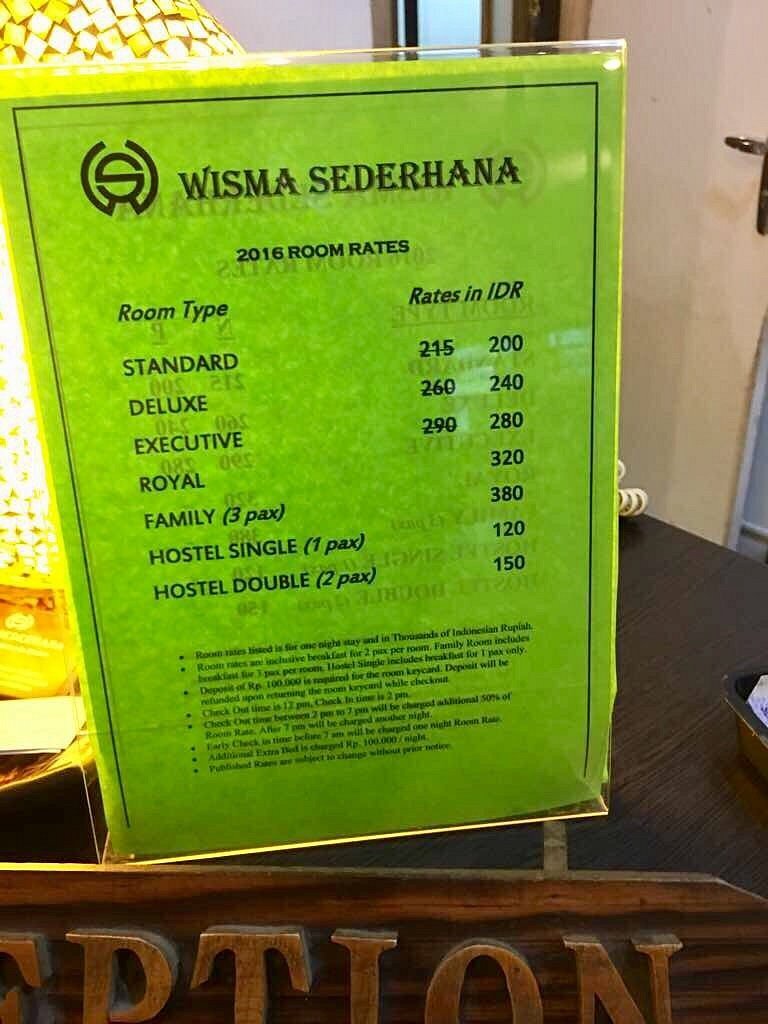 WISMA SEDERHANA
2016 ROOM RATES
Room Type Rates in IDR
STANDARD 215 200
DELUXE 260 240
EXECUTIVE 290 280
ROYAL 320
FAMILY (3 pax) 380
HOSTEL SINGLE (1 pax) 120
HOSTEL DOUBLE (2 pax) 150
• Room rates listed is for one night stay and in Thousands of Indonesian Rupiah.
• Room rates are inclusive breakfast for 2 pax per room. Family Room includes
breakfast for 3 pax per room. Hostel Single includes breakfast for 1 pax only.
• Deposit of Rp. 100.000 is required for the room keycard. Deposit will be
refunded upon returning the room keycard while checkout.
• Check Out time is 12 pm, Check In time is 2 pm.
• Check Out time between 2 pm to 7 pm will be charged additional 50% of
Room Rate. After 7 pm will be charged another night.
• Early Check in time before 7 am will be charged one night Room Rate.
• Additional Extra Bed is charged Rp. 100.000 / night.
• Published Rates are subject to change without prior notice.
EPTION